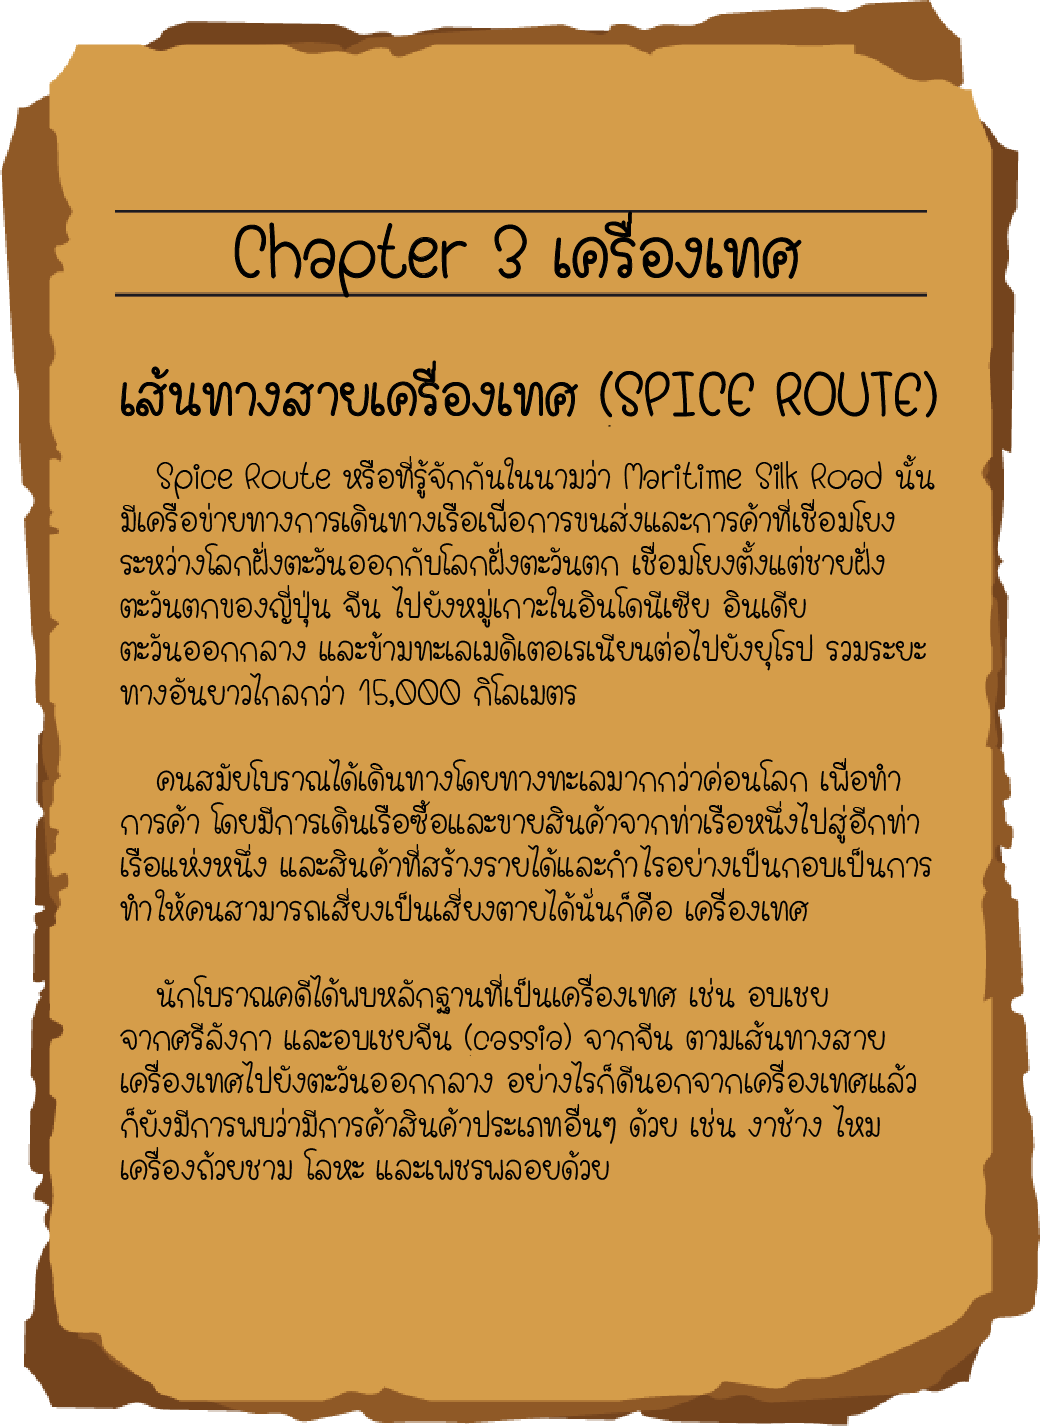 Chapter 3 เครื่องเทศ
เส้นทางสายเครื่องเทศ (SPICE ROUTE)
Spice Route หรือที่รู้จักกันในนามว่า Maritime Silk Road นั้น
มีเครือข่ายทางการเดินทางเรือเพื่อการขนส่งและการค้าที่เชื่อมโยง
ระหว่างโลกฝั่งตะวันออกกับโลกฝั่งตะวันตก เชื่อมโยงตั้งแต่ชายฝั่ง
ตะวันตกของญี่ปุ่น จีน ไปยังหมู่เกาะในอินโดนีเซีย อินเดีย
ตะวันออกกลาง และข้ามทะเลเมดิเตอเรเนียนต่อไปยังยุโรป รวมระยะ
ทางอันยาวไกลกว่า 15,000 กิโลเมตร
คนสมัยโบราณได้เดินทางโดยทางทะเลมากกว่าค่อนโลก เพื่อทำ
การค้า โดยมีการเดินเรือซื้อและขายสินค้าจากท่าเรือหนึ่งไปสู่อีกท่า
เรือแห่งหนึ่ง และสินค้าที่สร้างรายได้และกำไรอย่างเป็นกอบเป็นการ
ทำให้คนสามารถเสี่ยงเป็นเสี่ยงตายได้นั่นก็คือ เครื่องเทศ
นักโบราณคดีได้พบหลักฐานที่เป็นเครื่องเทศ เช่น อบเชย
จากศรีลังกา และอบเชยจีน (cassia) จากจีน ตามเส้นทางสาย
เครื่องเทศไปยังตะวันออกกลาง อย่างไรก็ดีนอกจากเครื่องเทศแล้ว
ก็ยังมีการพบว่ามีการค้าสินค้าประเภทอื่นๆ ด้วย เช่น งาช้าง ไหม
เครื่องถ้วยชาม โลหะ และเพชรพลอยด้วย